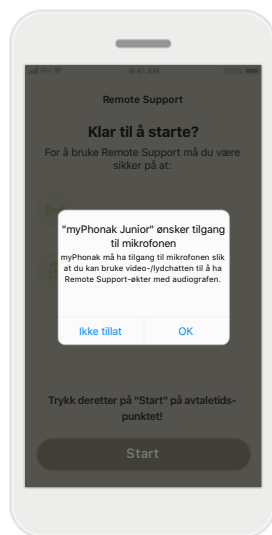 9:41 AM
100%
Remote Support
Klar til å starte?
For å bruke Remote Support må du være
sikker på at:
"myPhonak Junior" ønsker tilgang
til mikrofonen
myPhonak må ha tilgang til mikrofonen slik
at du kan bruke video-/lydchatten til å ha
Remote Support-økter med audiografen.
Ikke tillat OK
Trykk deretter på "Start" på avtaletids-
punktet!
Start